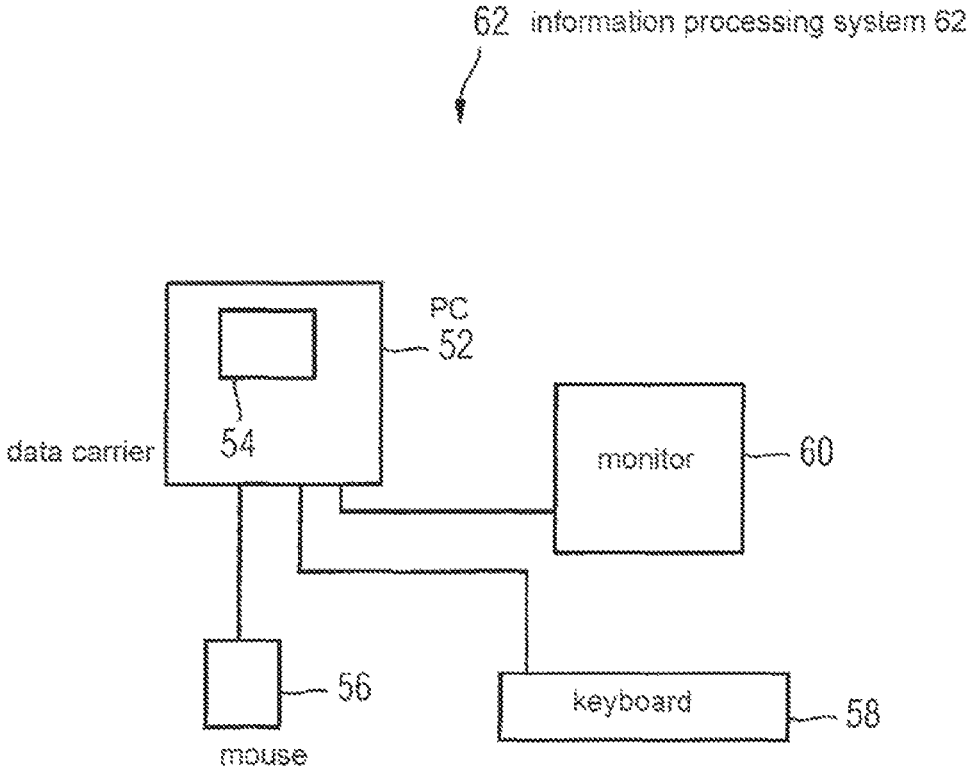 62 information processing system 62
PC
52
54
data carrier
monitor
60
56
mouse
keyboard
58